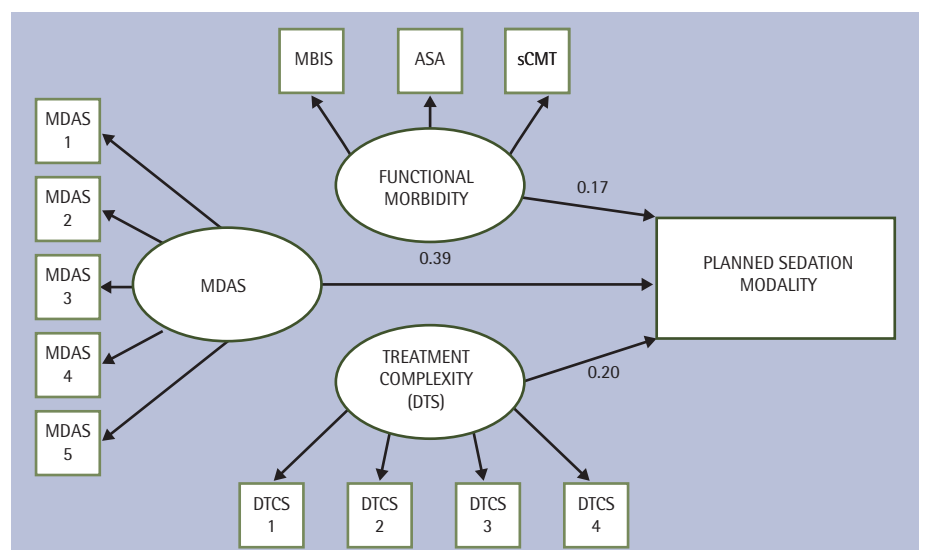 MBIS
ASA
sCMT
MDAS
1
MDAS
2
MDAS
3
MDAS
4
MDAS
5
FUNCTIONAL
MORBIDITY
0.17
0.39
MDAS
PLANNED SEDATION
MODALITY
TREATMENT
COMPLEXITY
(DTS)
0.20
DTCS
1
DTCS
2
DTCS
3
DTCS
4